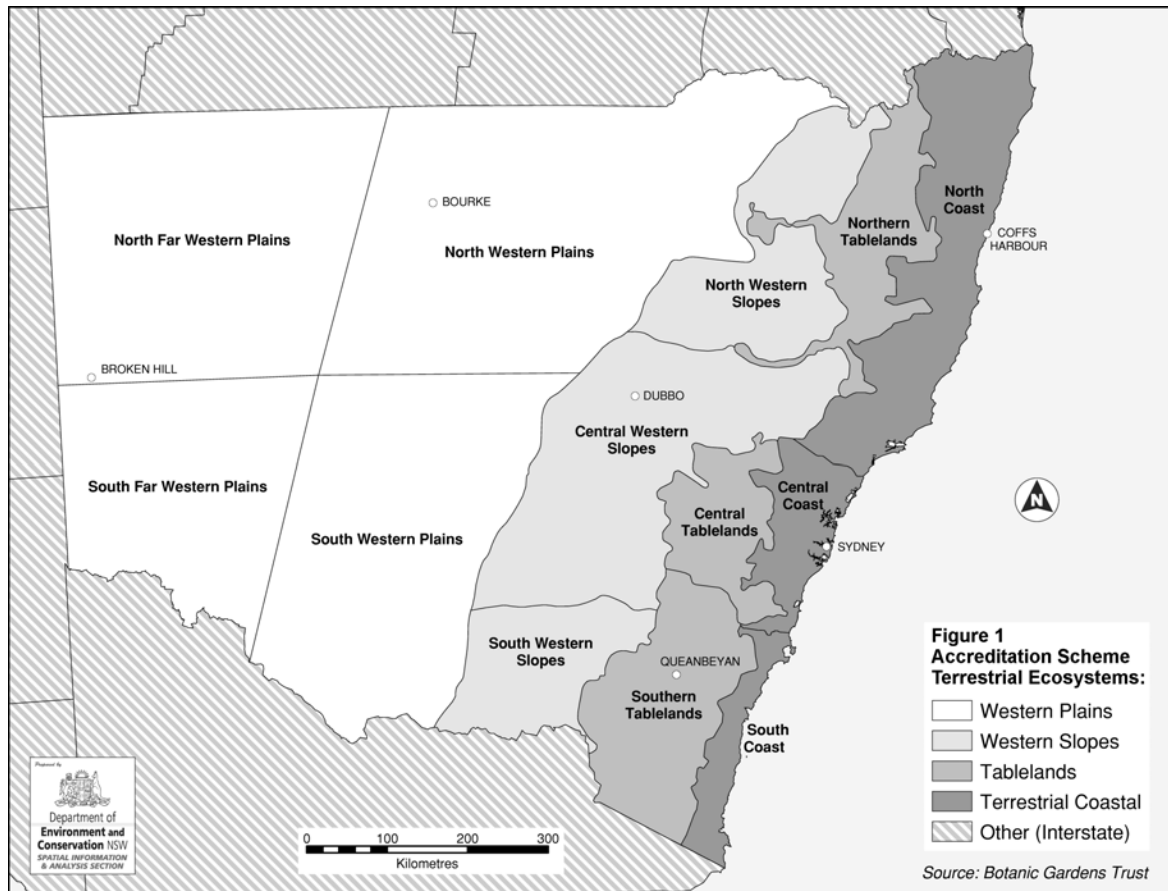 North Far Western Plains
BOURKE
North Western Plains
North
Coast
Northern
Tablelands
COFFS
HARBOUR
North Western
Slopes
BROKEN HILL
DUBBO
Central Western
Slopes
South Far Western Plains
South Western Plains
Central
Coast
Central
Tablelands
N
SYDNEY
South Western
Slopes
QUEANBEYAN
Southern
Tablelands
South
Coast
Figure 1
Accreditation Scheme
Terrestrial Ecosystems:
Western Plains
Western Slopes
Tablelands
Terrestrial Coastal
Other (Interstate)
Source: Botanic Gardens Trust
Prepared by
Department of
Environment and
Conservation NSW
SPATIAL INFORMATION
& ANALYSIS SECTION
0 100 200 300
Kilometres